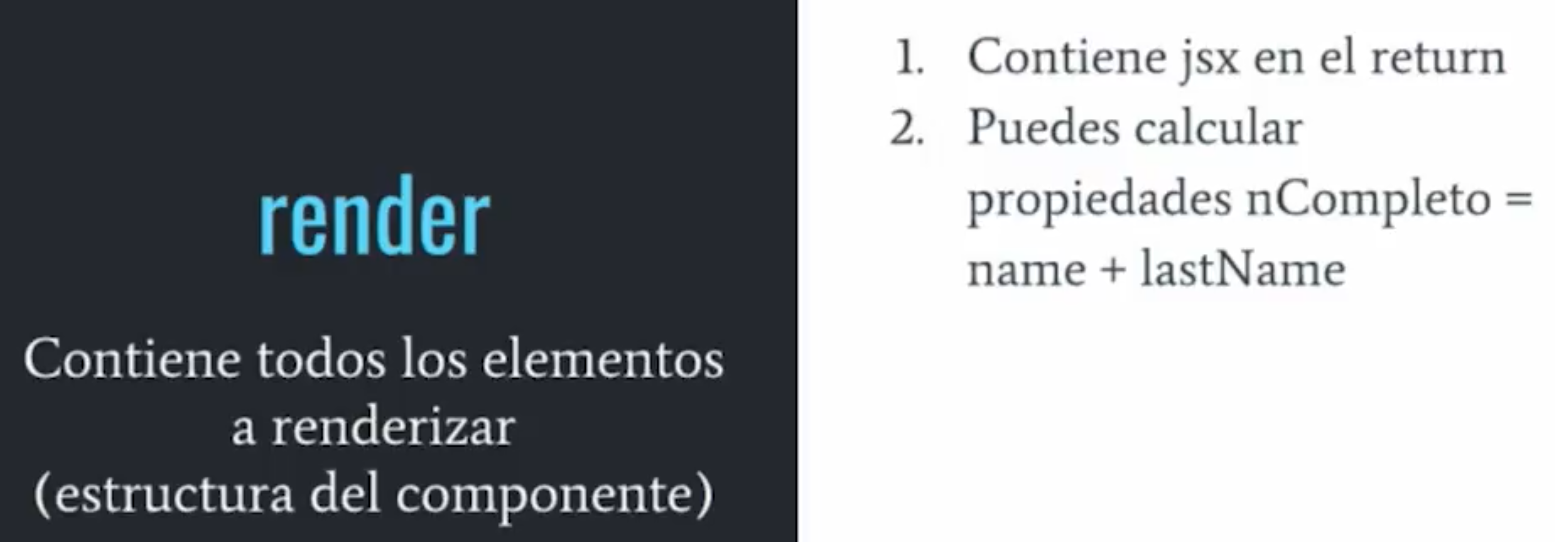 render
Contiene todos los elementos
a renderizar
(estructura del componente)
1. Contiene jsx en el return
2. Puedes calcular
propiedades nCompleto =
name + lastName